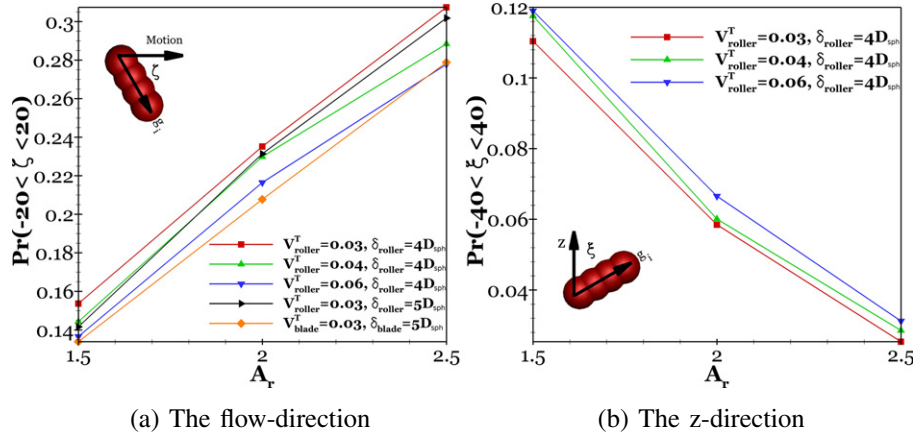 Pr(-20< ζ <20)
0.3
0.28
0.26
0.24
0.22
0.2
0.18
0.16
0.14
Motion
ζ
g_i
V^T_roller=0.03, δ_roller=4D_sph
V^T_roller=0.04, δ_roller=4D_sph
V^T_roller=0.06, δ_roller=4D_sph
V^T_roller=0.03, δ_roller=5D_sph
V^T_blade=0.03, δ_blade=5D_sph
1.5 2 2.5
A_r
(a) The flow-direction
Pr(-40< ξ <40)
0.12
0.1
0.08
0.06
0.04
V^T_roller=0.03, δ_roller=4D_sph
V^T_roller=0.04, δ_roller=4D_sph
V^T_roller=0.06, δ_roller=4D_sph
z
ξ
g_i
1.5 2 2.5
A_r
(b) The z-direction